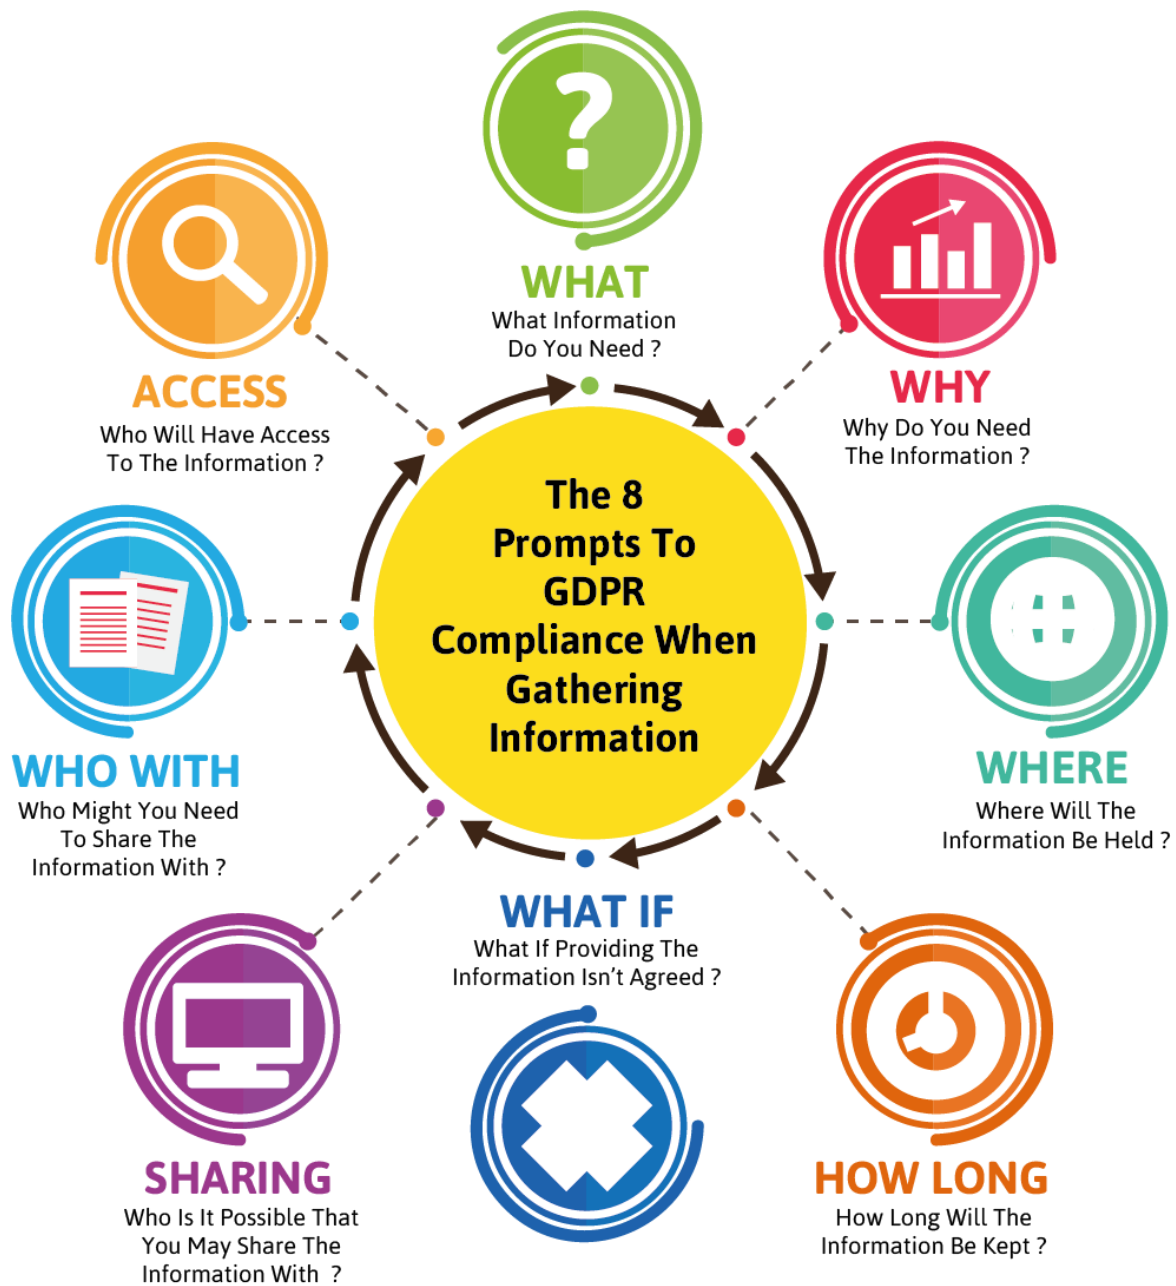 WHAT
What Information
Do You Need ?
WHY
Why Do You Need
The Information ?
WHERE
Where Will The
Information Be Held ?
HOW LONG
How Long Will The
Information Be Kept ?
WHAT IF
What If Providing The
Information Isn't Agreed ?
SHARING
Who Is It Possible That
You May Share The
Information With  ?
WHO WITH
Who Might You Need
To Share The
Information With ?
ACCESS
Who Will Have Access
To The Information ?
The 8
Prompts To
GDPR
Compliance When
Gathering
Information